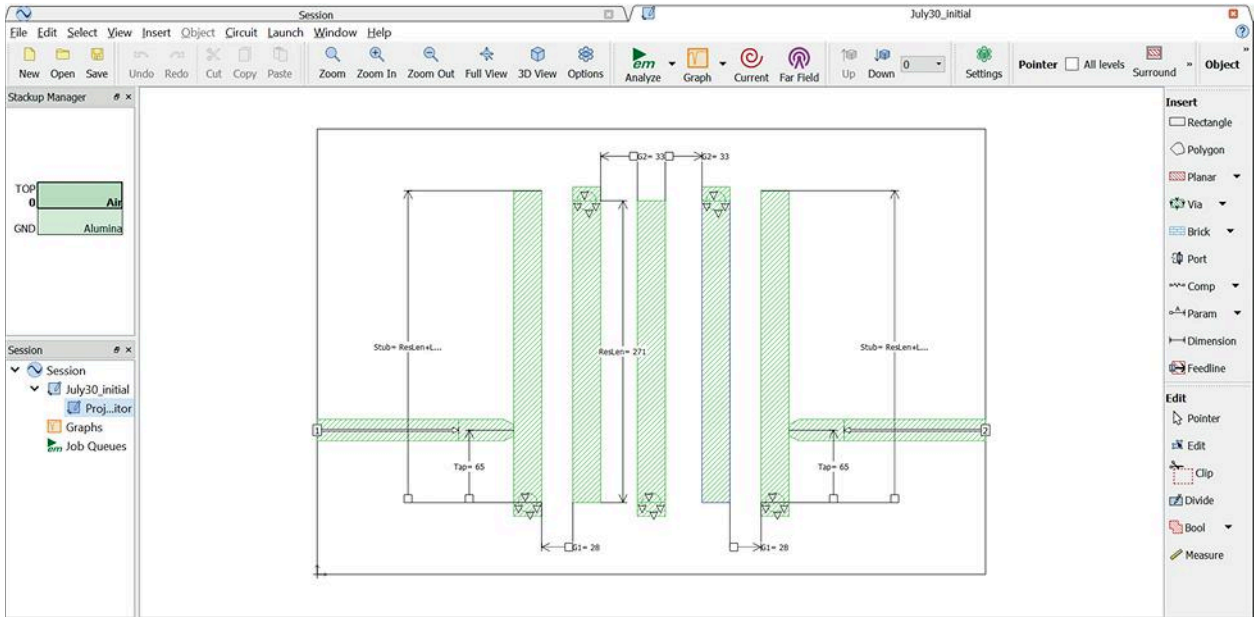 Session
July30_initial
File Edit Select View Insert Object Circuit Launch Window Help
New Open Save Undo Redo Cut Copy Paste Zoom Zoom In Zoom Out Full View 3D View Options em Analyze Graph Current Far Field Up Down 0 Settings Pointer All levels Surround » Object »
Stackup Manager
TOP
0 Air
GND Alumina
Session
Session
July30_initial
Proj...itor
Graphs
em Job Queues
G2= 33
G2= 33
Stub= ResLen+L...
ResLen= 271
Stub= ResLen+L...
1
2
Tap= 65
Tap= 65
G1= 28
G1= 28
Insert
Rectangle
Polygon
Planar
Via
Brick
Port
Comp
Param
Dimension
Feedline
Edit
Pointer
Edit
Clip
Divide
Bool
Measure